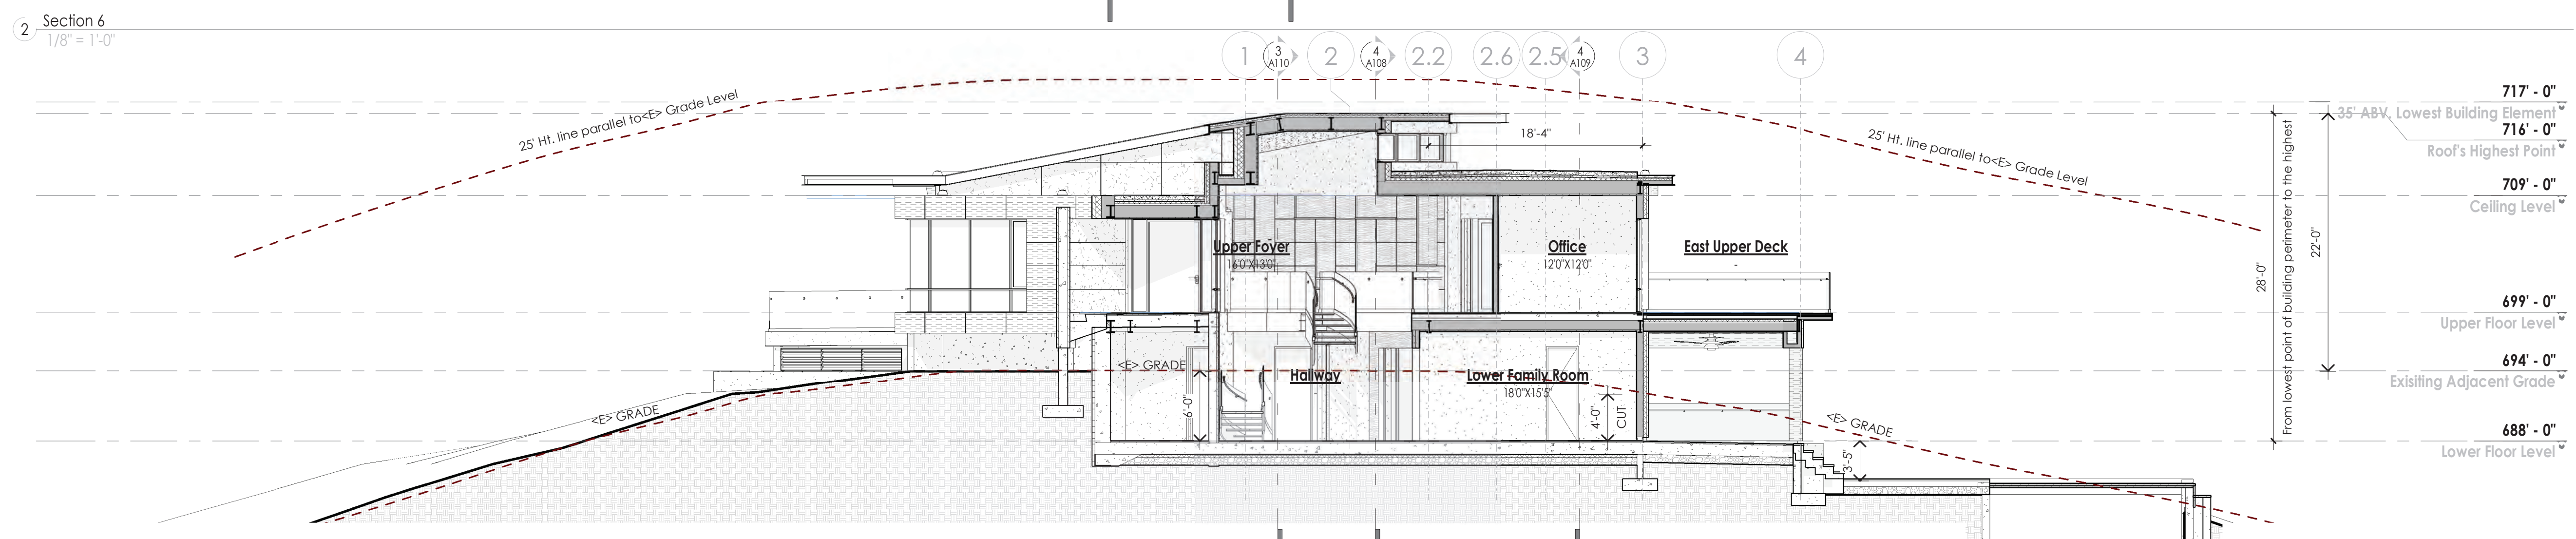 2
Section 6
1/8" = 1'-0"
1
3
A110
2
4
A108
2.2
2.6
2.5
4
A109
3
4
25' Ht. line parallel to<E> Grade Level
25' Ht. line parallel to<E> Grade Level
717' - 0"
35' ABV. Lowest Building Element
716' - 0"
Roof's Highest Point
709' - 0"
Ceiling Level
699' - 0"
Upper Floor Level
694' - 0"
Exisiting Adjacent Grade
688' - 0"
Lower Floor Level
18'-4"
Upper Foyer
16'0"X13'0"
Office
12'0"X12'0"
East Upper Deck
-
22'-0"
28'-0"
From lowest point of building perimeter to the highest
<E> GRADE
<E> GRADE
Hallway
-
Lower Family Room
18'0"X15'5"
6'-0"
4'-0"
CUT
<E> GRADE
3'-5"